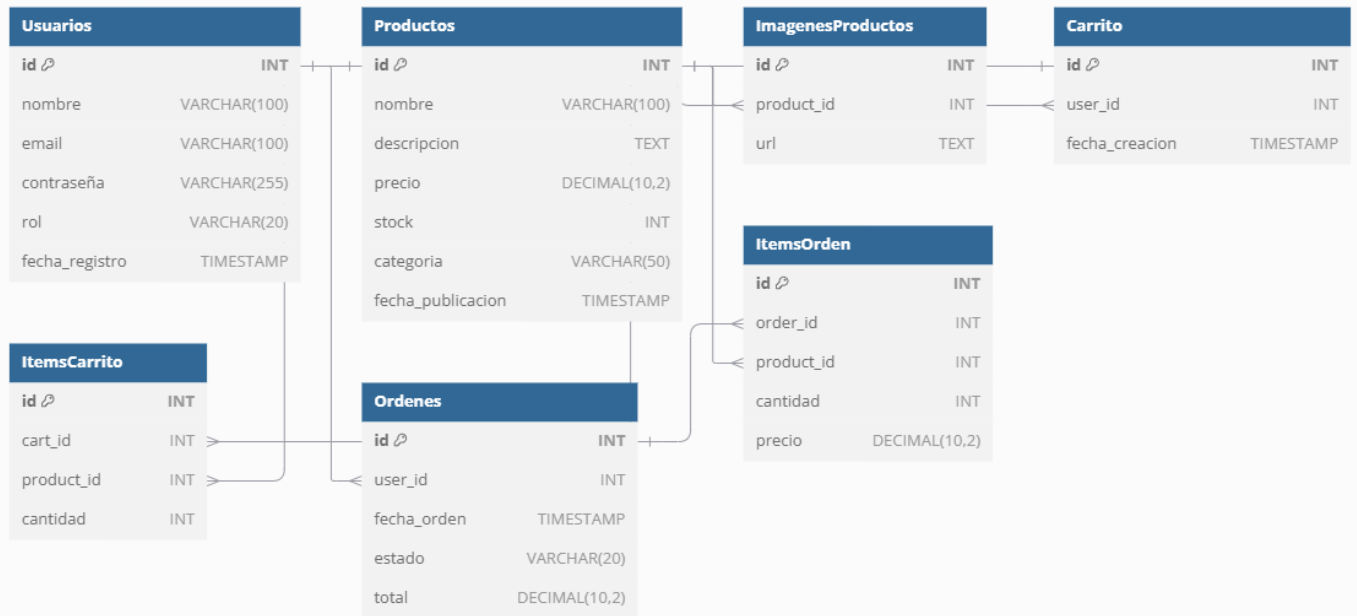 Usuarios
id INT
nombre VARCHAR(100)
email VARCHAR(100)
contraseña VARCHAR(255)
rol VARCHAR(20)
fecha_registro TIMESTAMP
Productos
id INT
nombre VARCHAR(100)
descripcion TEXT
precio DECIMAL(10,2)
stock INT
categoria VARCHAR(50)
fecha_publicacion TIMESTAMP
ImagenesProductos
id INT
product_id INT
url TEXT
Carrito
id INT
user_id INT
fecha_creacion TIMESTAMP
ItemsOrden
id INT
order_id INT
product_id INT
cantidad INT
precio DECIMAL(10,2)
ItemsCarrito
id INT
cart_id INT
product_id INT
cantidad INT
Ordenes
id INT
user_id INT
fecha_orden TIMESTAMP
estado VARCHAR(20)
total DECIMAL(10,2)